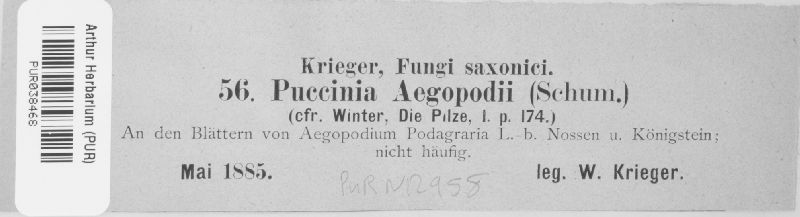 Arthur Herbarium (PUR)
PUR038468
Krieger, Fungi saxonici.
56. Puccinia Aegopodii (Schum.)
(cfr. Winter, Die Pilze, I. p. 174.)
An den Blättern von Aegopodium Podagraria L. b. Nossen u. Königstein;
nicht häufig.
Mai 1885. leg. W. Krieger.
PUR N12958